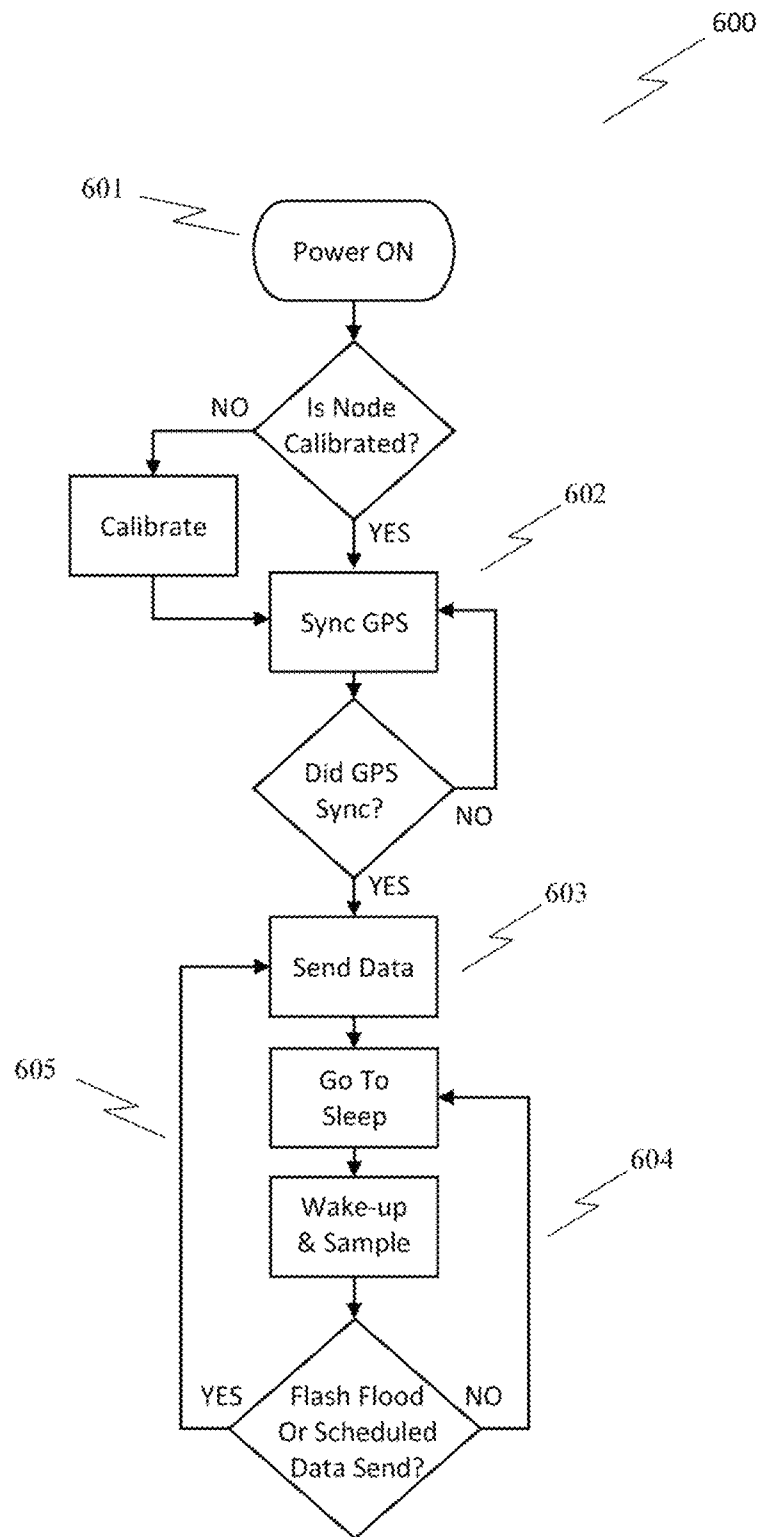 600
601
Power ON
NO
Is Node
Calibrated?
Calibrate
YES
602
Sync GPS
Did GPS
Sync?
NO
YES
603
Send Data
605
Go To
Sleep
604
Wake-up
& Sample
YES
Flash Flood
Or Scheduled
Data Send?
NO